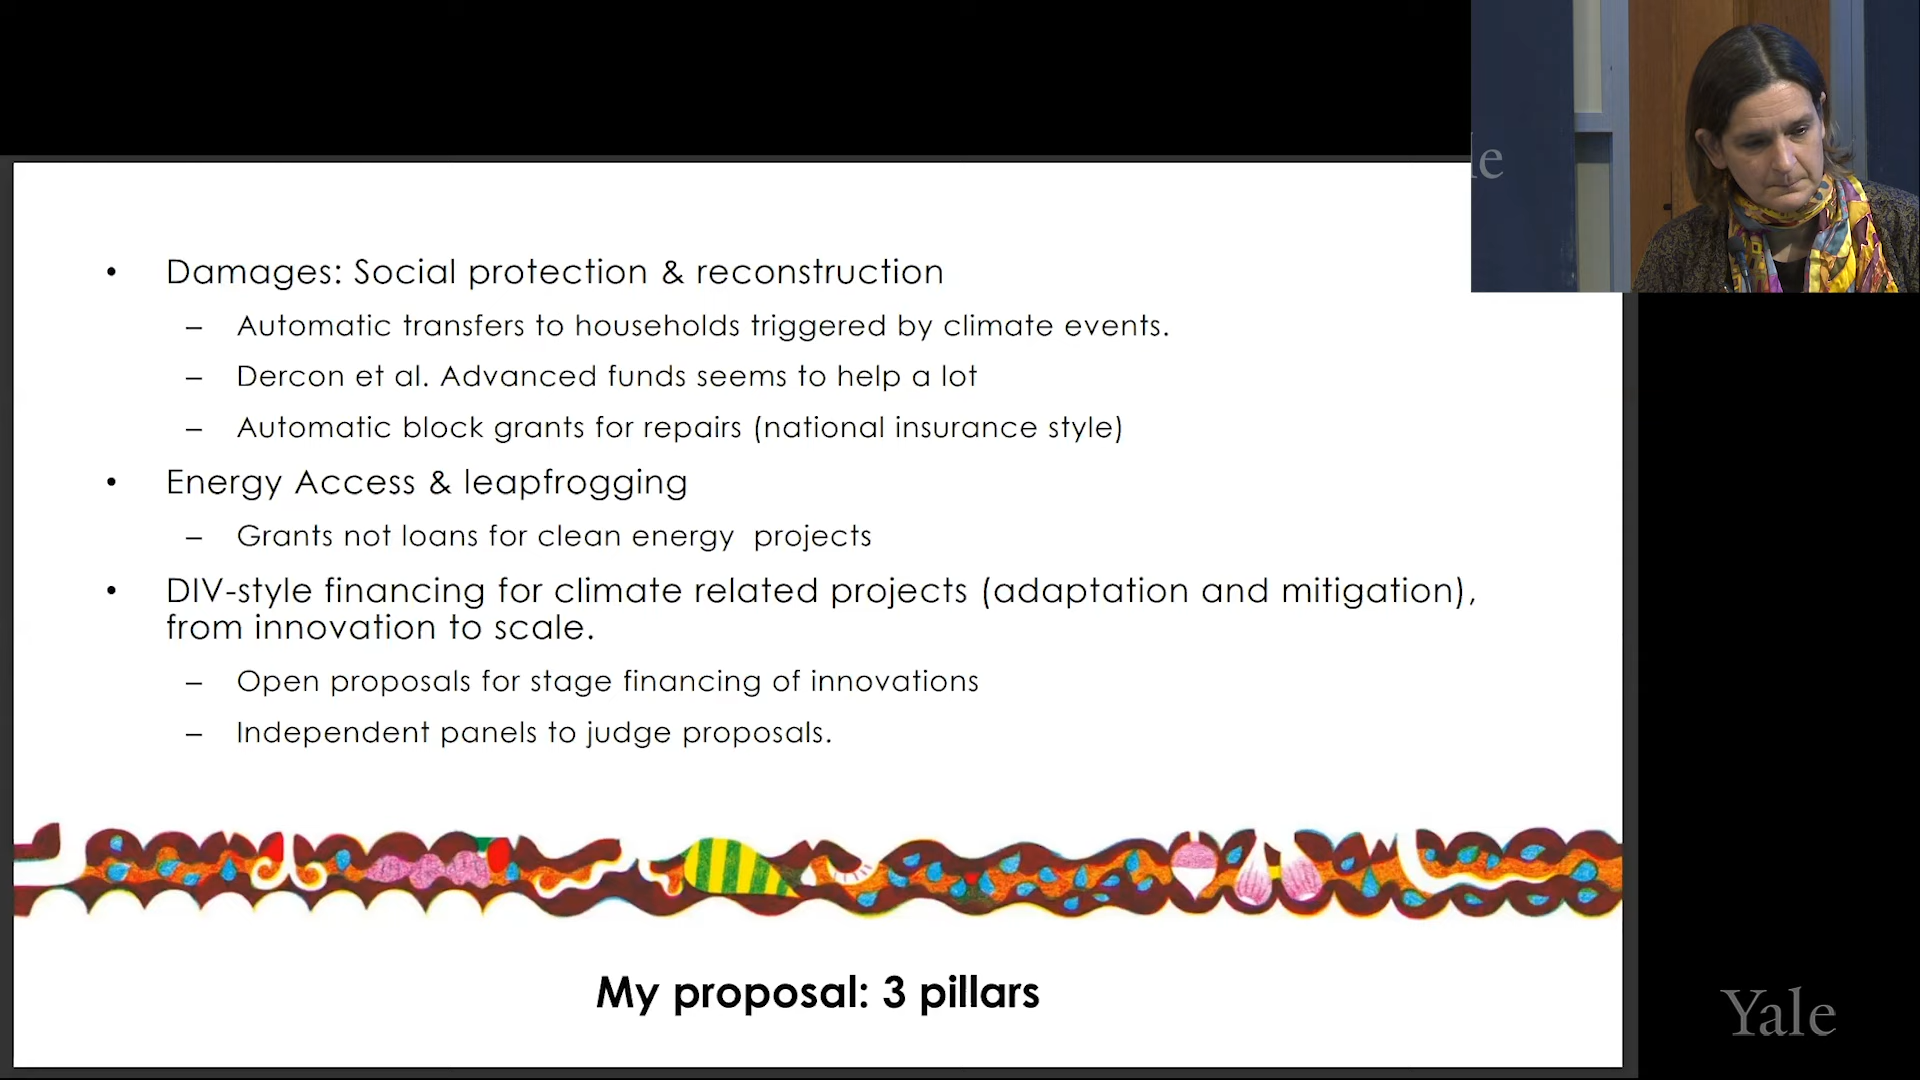 le
• Damages: Social protection & reconstruction
– Automatic transfers to households triggered by climate events.
– Dercon et al. Advanced funds seems to help a lot
– Automatic block grants for repairs (national insurance style)
• Energy Access & leapfrogging
– Grants not loans for clean energy  projects
• DIV-style financing for climate related projects (adaptation and mitigation),
from innovation to scale.
– Open proposals for stage financing of innovations
– Independent panels to judge proposals.
My proposal: 3 pillars
Yale